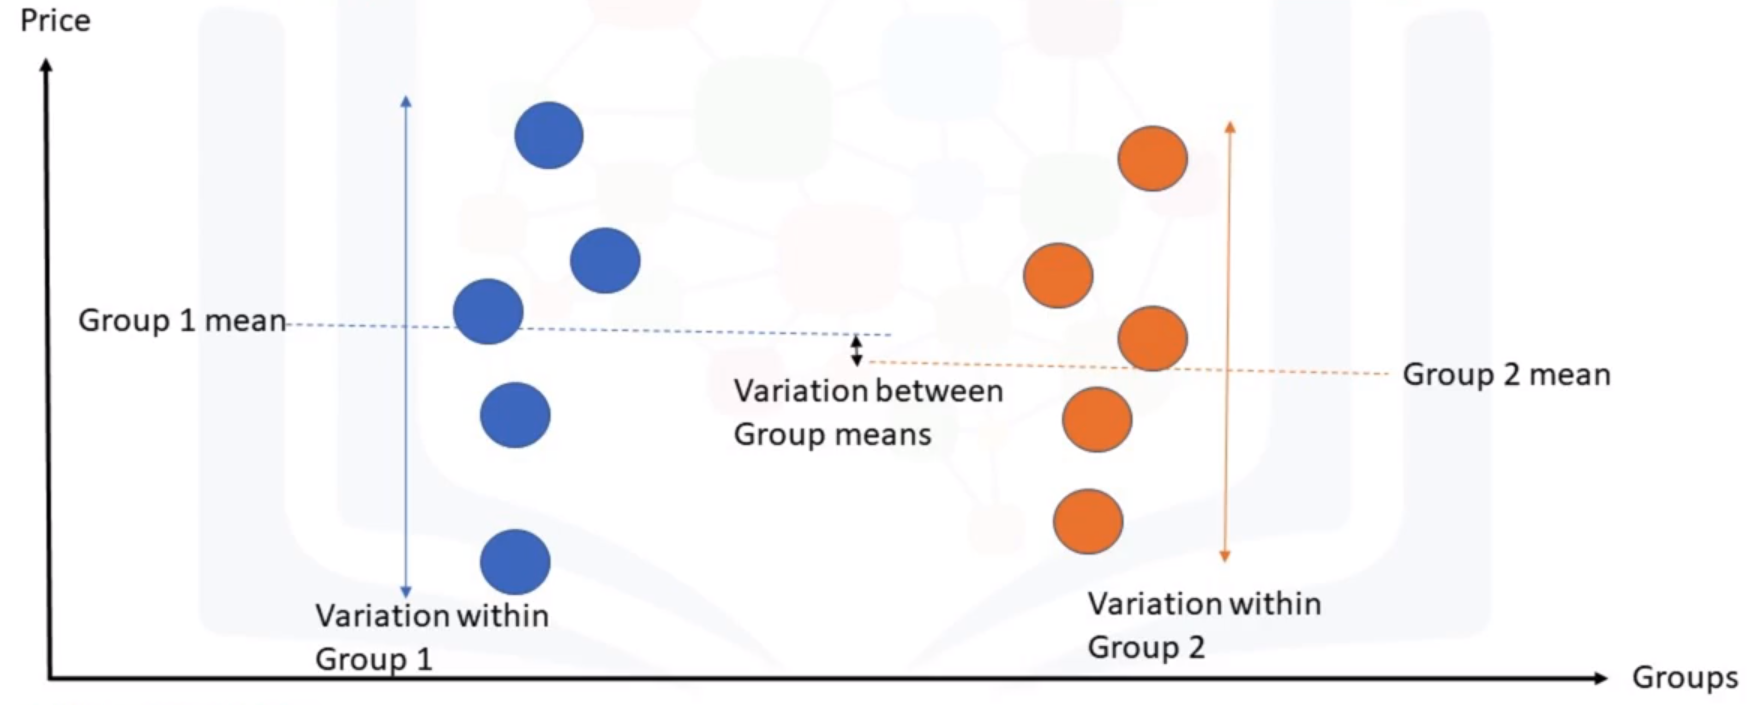 Price
Group 1 mean
Variation between
Group means
Group 2 mean
Variation within
Group 1
Variation within
Group 2
Groups